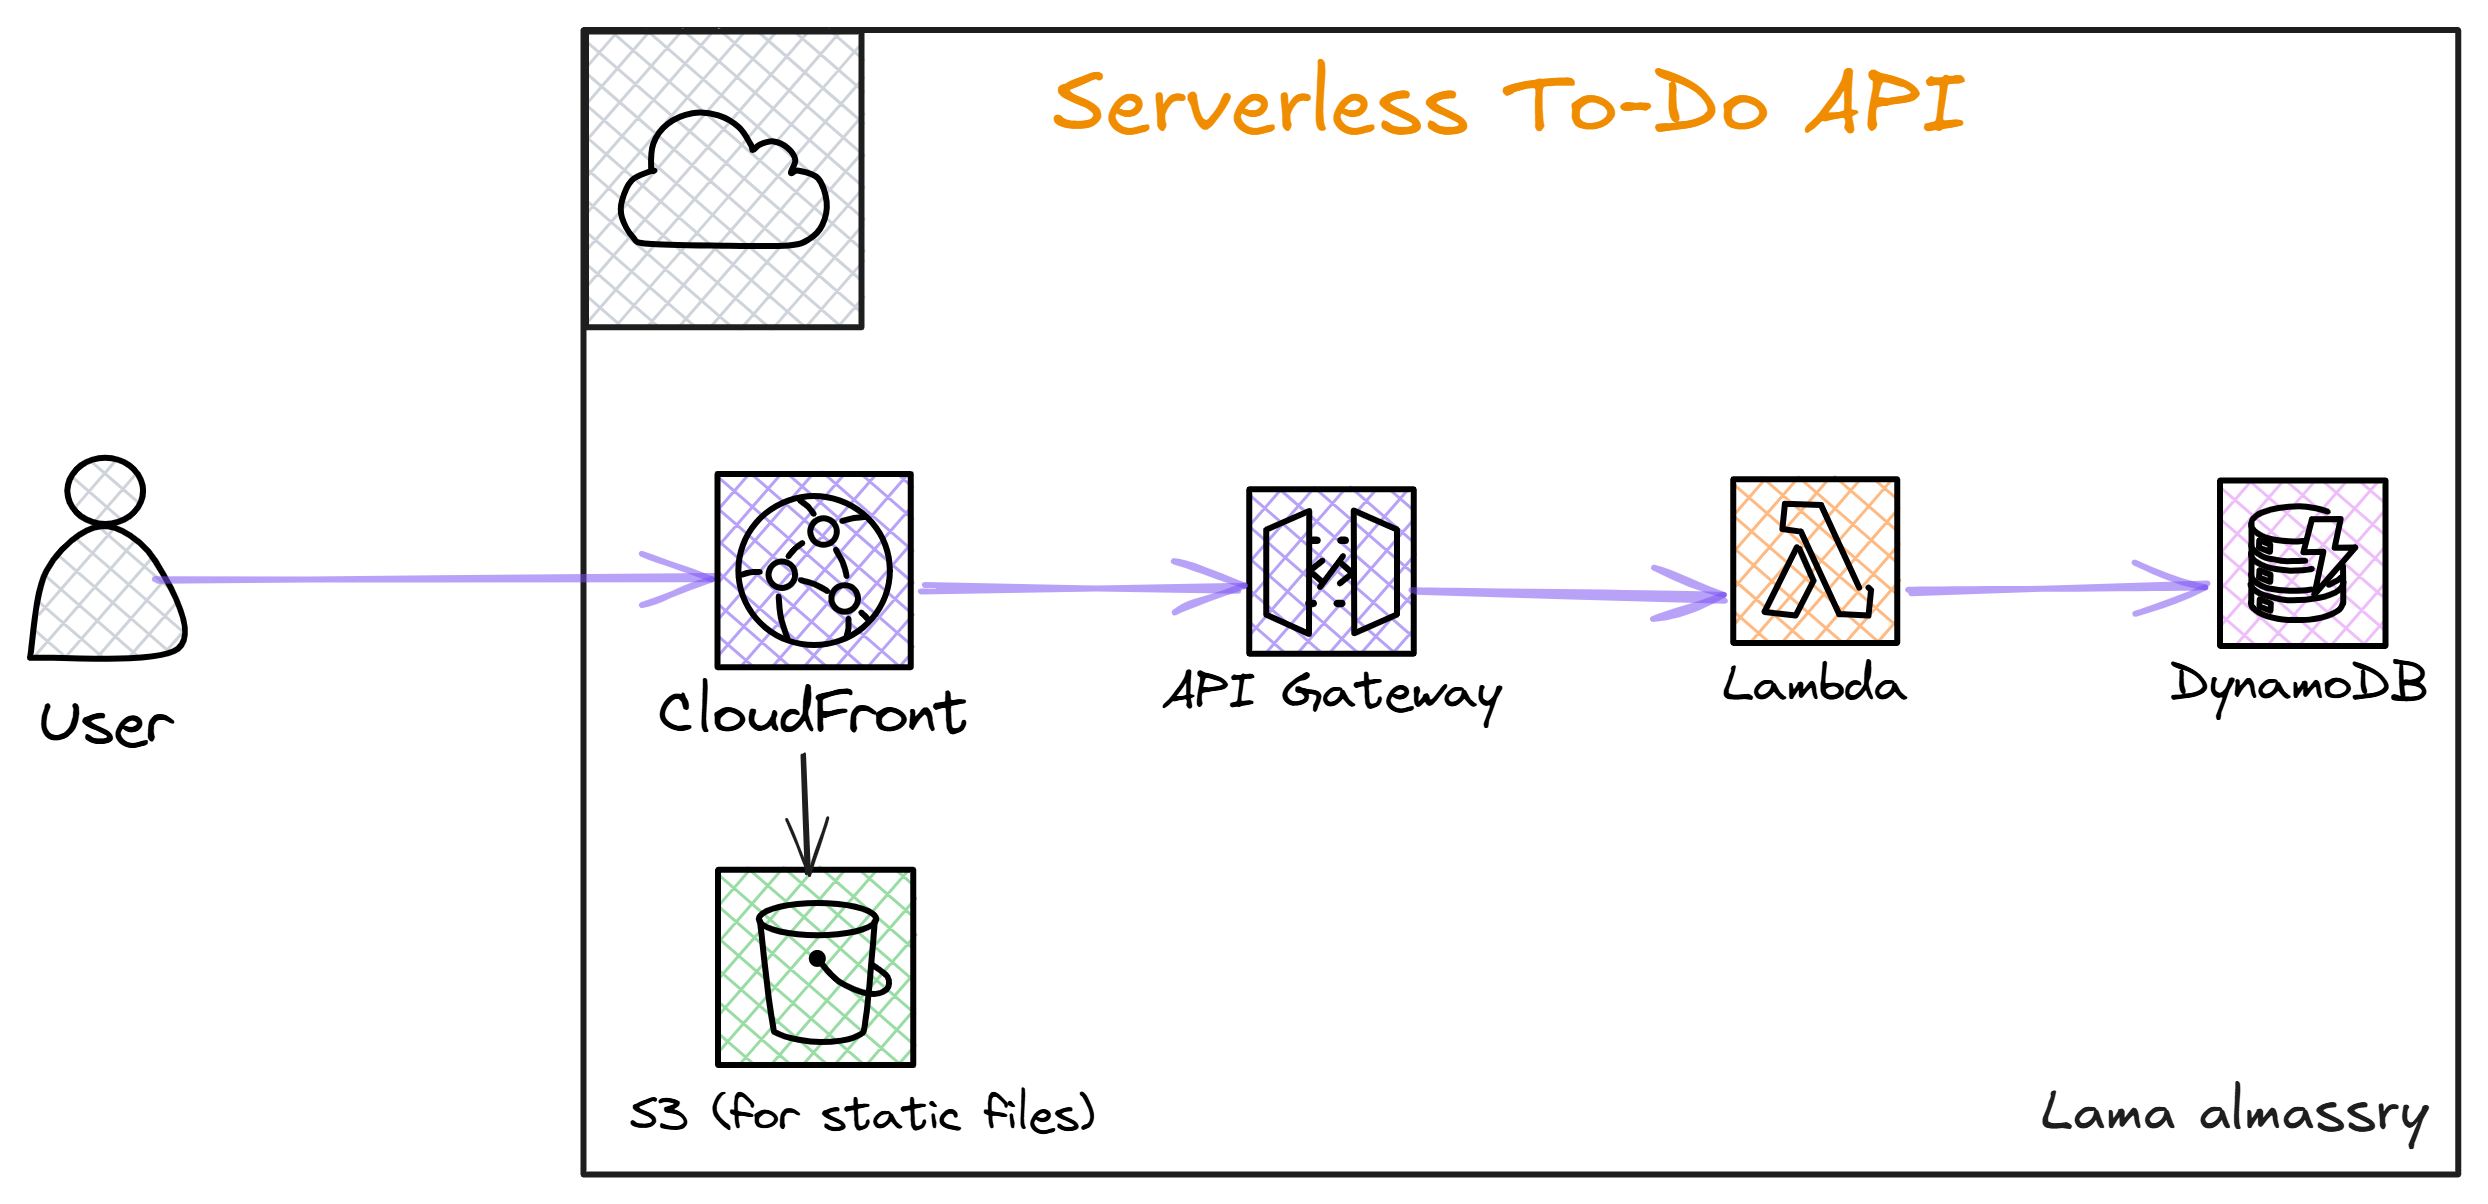 Serverless To-Do API
User
CloudFront
API Gateway
Lambda
DynamoDB
S3 (for static files)
Lama almassry